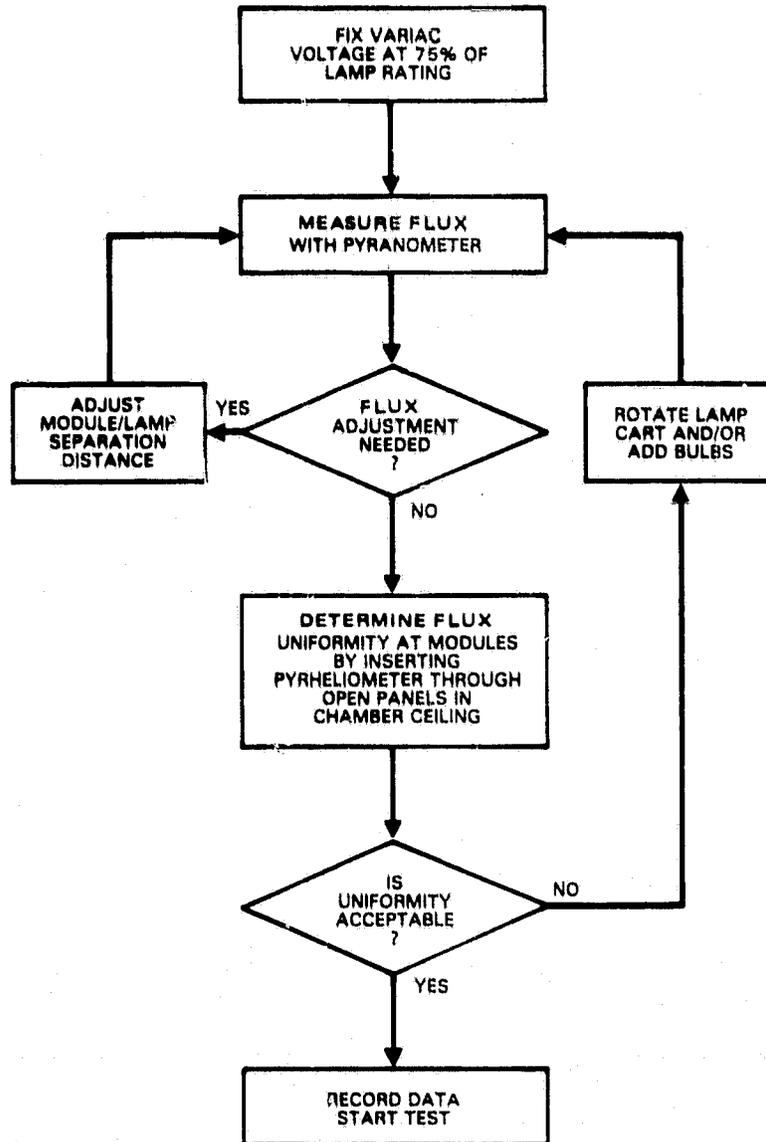 FIX VARIAC
VOLTAGE AT 75% OF
LAMP RATING
MEASURE FLUX
WITH PYRANOMETER
ADJUST
MODULE/LAMP
SEPARATION
DISTANCE
YES
FLUX
ADJUSTMENT
NEEDED
?
ROTATE LAMP
CART AND/OR
ADD BULBS
NO
DETERMINE FLUX
UNIFORMITY AT MODULES
BY INSERTING
PYRHELIOMETER THROUGH
OPEN PANELS IN
CHAMBER CEILING
IS
UNIFORMITY
ACCEPTABLE
?
NO
YES
RECORD DATA
START TEST